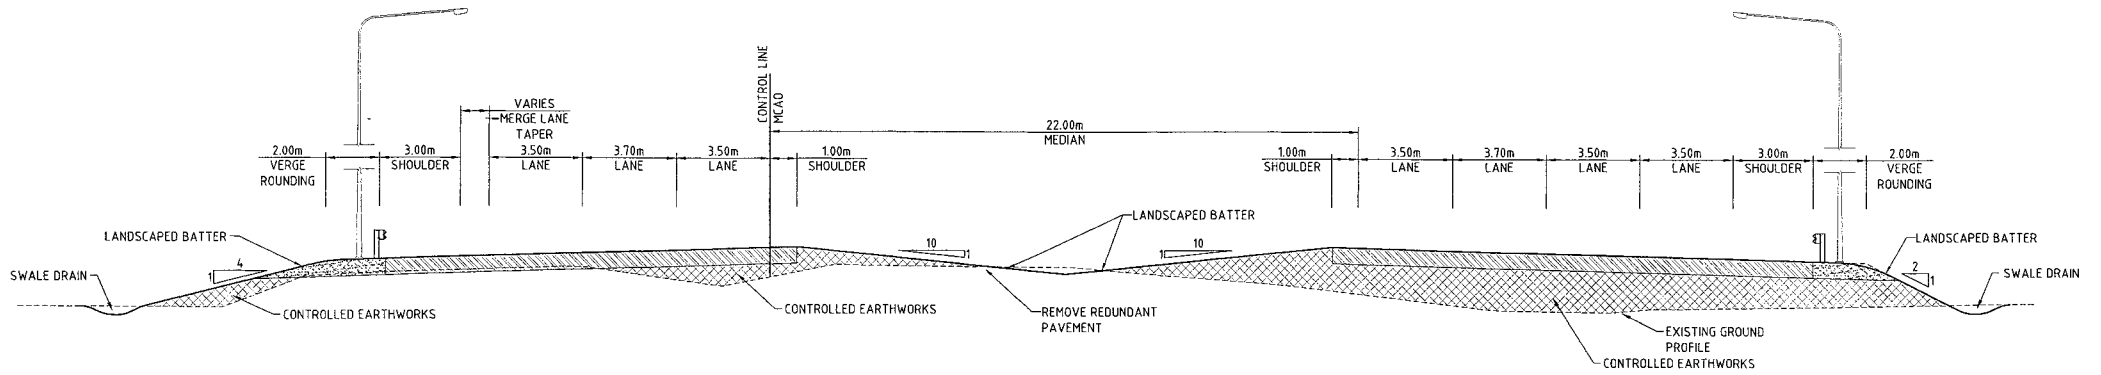 CONTROL LINE
MCAO
VARIES
MERGE LANE
TAPER
22.00m
MEDIAN
2.00m
VERGE
ROUNDING
3.00m
SHOULDER
3.50m
LANE
3.70m
LANE
3.50m
LANE
1.00m
SHOULDER
1.00m
SHOULDER
3.50m
LANE
3.70m
LANE
3.50m
LANE
3.50m
LANE
3.00m
SHOULDER
2.00m
VERGE
ROUNDING
LANDSCAPED BATTER
LANDSCAPED BATTER
LANDSCAPED BATTER
10
1
10
1
4
1
2
1
SWALE DRAIN
SWALE DRAIN
CONTROLLED EARTHWORKS
CONTROLLED EARTHWORKS
REMOVE REDUNDANT
PAVEMENT
EXISTING GROUND
PROFILE
CONTROLLED EARTHWORKS